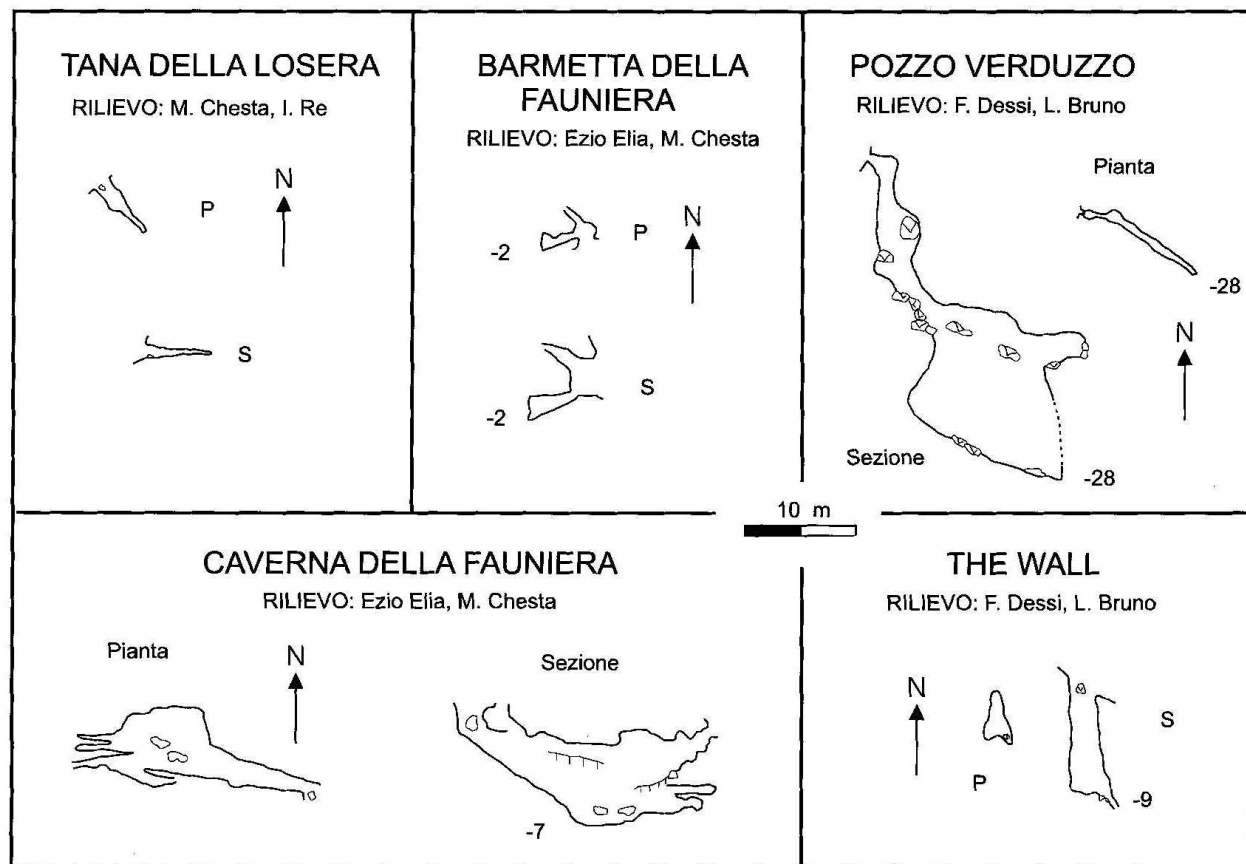 TANA DELLA LOSERA
RILIEVO: M. Chesta, I. Re
N
P
S
BARMETTA DELLA
FAUNIERA
RILIEVO: Ezio Elia, M. Chesta
N
P
-2
S
-2
POZZO VERDUZZO
RILIEVO: F. Dessi, L. Bruno
Pianta
-28
N
Sezione
-28
10 m
CAVERNA DELLA FAUNIERA
RILIEVO: Ezio Elia, M. Chesta
Pianta
N
Sezione
-7
THE WALL
RILIEVO: F. Dessi, L. Bruno
N
P
S
-9